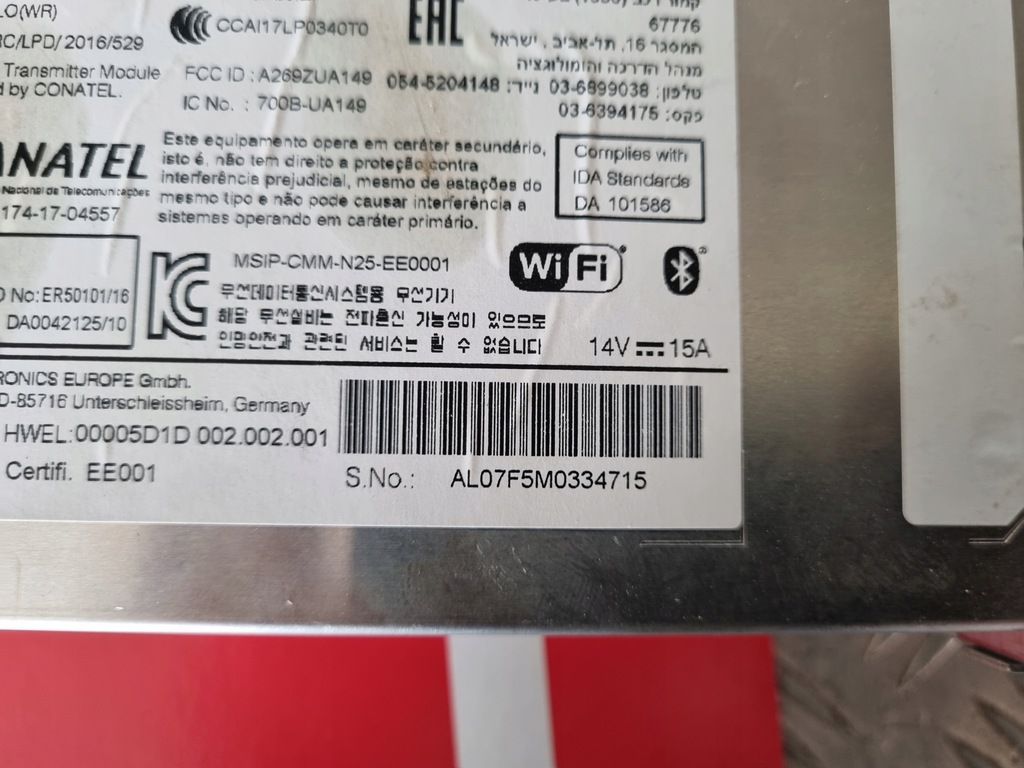 LO(WR)
CCAI17LP0340T0
EAC
67776
RC/LPD/ 2016/529
המסגר 16, תל-אביב, ישראל
Transmitter Module
d by CONATEL.
FCC ID : A269ZUA149
IC No. : 700B-UA149
מנהל הדרכה והומולוגציה
טלפון: 03-6899038 נייד: 054-5204148
פקס: 03-6394175
ANATEL
Nacional de Telecomunicações
174-17-04557
Este equipamento opera em caráter secundário,
isto é, não tem direito a proteção contra
interferência prejudicial, mesmo de estações do
mesmo tipo e não pode causar interferência a
sistemas operando em caráter primário.
Complies with
IDA Standards
DA 101586
O No:ER50101/16
DA0042125/10
MSIP-CMM-N25-EE0001
무선데이터통신시스템용 무선기기
해당 무선설비는 전파혼신 가능성이 있으므로
인명안전과 관련된 서비스는 할 수 없습니다
Wi Fi
14V 15A
RONICS EUROPE Gmbh.
D-85716 Unterschleissheim, Germany
HWEL:00005D1D 002.002.001
Certifi. EE001
S.No.: AL07F5M0334715